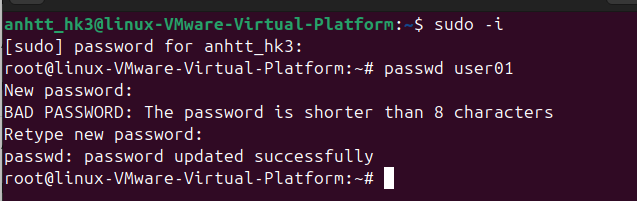 anhtt_hk3@linux-VMware-Virtual-Platform:~$ sudo -i
[sudo] password for anhtt_hk3:
root@linux-VMware-Virtual-Platform:~# passwd user01
New password:
BAD PASSWORD: The password is shorter than 8 characters
Retype new password:
passwd: password updated successfully
root@linux-VMware-Virtual-Platform:~#